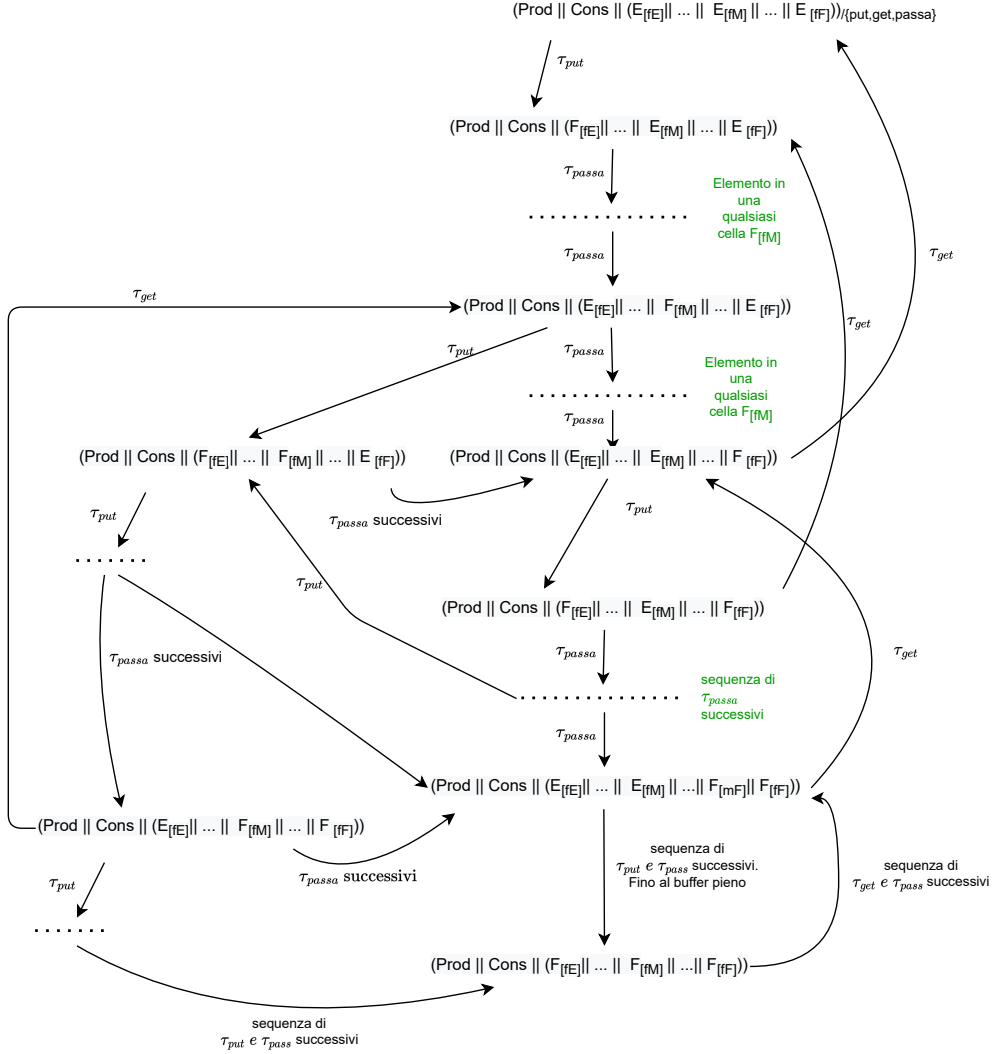 (Prod || Cons || (E[fE]|| ... || E[fM] || ... || E [fF]))/{put,get,passa}
τput
(Prod || Cons || (F[fE]|| ... || E[fM] || ... || E [fF]))
τpassa
Elemento in
una
qualsiasi
cella F[fM]
τpassa
τget
τget
(Prod || Cons || (E[fE]|| ... || F[fM] || ... || E [fF]))
τget
τput
τpassa
Elemento in
una
qualsiasi
cella F[fM]
τpassa
(Prod || Cons || (F[fE]|| ... || F[fM] || ... || E [fF]))
(Prod || Cons || (E[fE]|| ... || E[fM] || ... || F [fF]))
τput
τpassa successivi
τput
τput
(Prod || Cons || (F[fE]|| ... || E[fM] || ... || F[fF]))
τpassa successivi
τpassa
τget
sequenza di
τpassa
successivi
τpassa
(Prod || Cons || (E[fE]|| ... || E[fM] || ...|| F[mF]|| F[fF]))
(Prod || Cons || (E[fE]|| ... || F[fM] || ... || F [fF]))
τpassa successivi
sequenza di
τput e τpass successivi.
Fino al buffer pieno
sequenza di
τget e τpass successivi
τput
(Prod || Cons || (F[fE]|| ... || F[fM] || ...|| F[fF]))
sequenza di
τput e τpass successivi